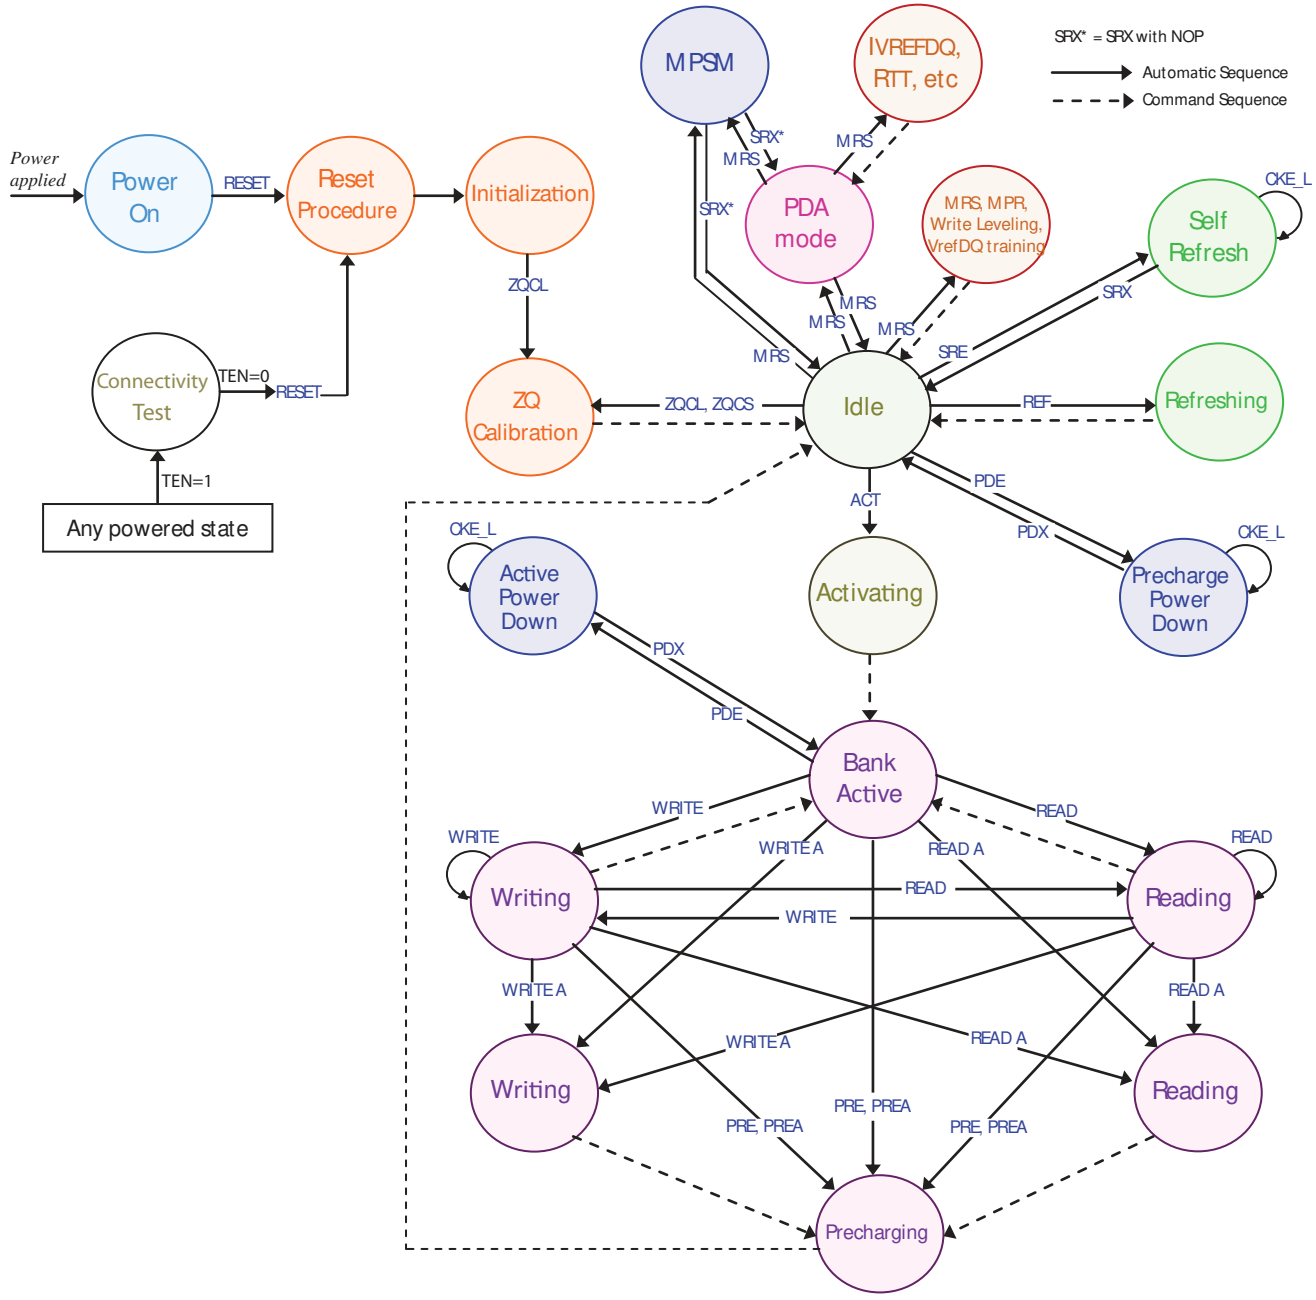 SRX* = SRX with NOP
Automatic Sequence
Command Sequence
MPSM
IVREFDQ,
RTT, etc
SRX*
MRS
MRS
Power
applied
Power
On
RESET
Reset
Procedure
Initialization
SRX*
PDA
mode
MRS, MPR,
Write Leveling,
VrefDQ training
Self
Refresh
CKE_L
ZQCL
MRS
MRS
MRS
MRS
SRE
SRX
Connectivity
Test
TEN=0
RESET
TEN=1
Any powered state
ZQ
Calibration
ZQCL, ZQCS
Idle
REF
Refreshing
ACT
PDE
PDX
CKE_L
Active
Power
Down
Activating
CKE_L
Precharge
Power
Down
PDX
PDE
Bank
Active
WRITE
READ
WRITE
WRITE A
READ A
READ
Writing
READ
Reading
WRITE
WRITE A
READ A
WRITE A
READ A
Writing
Reading
PRE, PREA
PRE, PREA
PRE, PREA
Precharging